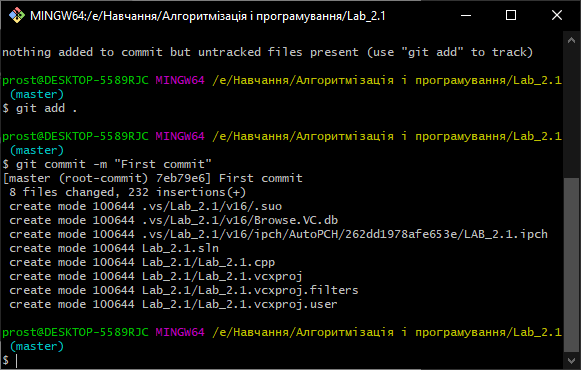 MINGW64:/e/Навчання/Алгоритмізація і програмування/Lab_2.1
nothing added to commit but untracked files present (use "git add" to track)
prost@DESKTOP-5589RJC MINGW64 /e/Навчання/Алгоритмізація і програмування/Lab_2.1
(master)
$ git add .
prost@DESKTOP-5589RJC MINGW64 /e/Навчання/Алгоритмізація і програмування/Lab_2.1
(master)
$ git commit -m "First commit"
[master (root-commit) 7eb79e6] First commit
8 files changed, 232 insertions(+)
create mode 100644 .vs/Lab_2.1/v16/.suo
create mode 100644 .vs/Lab_2.1/v16/Browse.VC.db
create mode 100644 .vs/Lab_2.1/v16/ipch/AutoPCH/262dd1978afe653e/LAB_2.1.ipch
create mode 100644 Lab_2.1.sln
create mode 100644 Lab_2.1/Lab_2.1.cpp
create mode 100644 Lab_2.1/Lab_2.1.vcxproj
create mode 100644 Lab_2.1/Lab_2.1.vcxproj.filters
create mode 100644 Lab_2.1/Lab_2.1.vcxproj.user
prost@DESKTOP-5589RJC MINGW64 /e/Навчання/Алгоритмізація і програмування/Lab_2.1
(master)
$